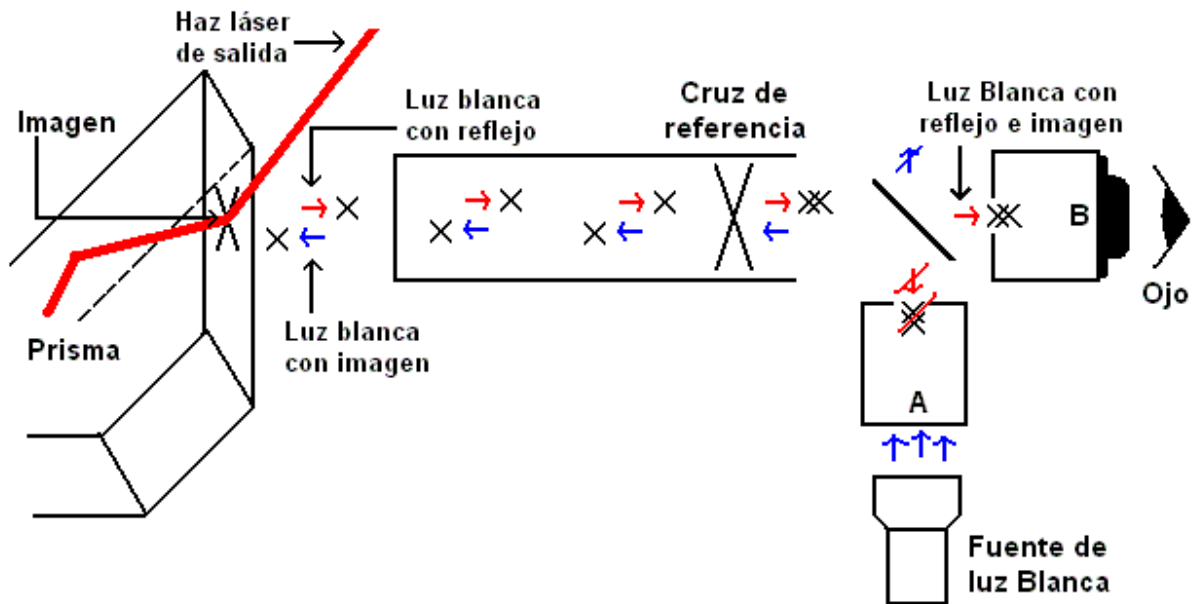 Haz láser
de salida
Imagen
Luz blanca
con reflejo
Cruz de
referencia
Luz Blanca con
reflejo e imagen
B
Ojo
Prisma
Luz blanca
con imagen
A
Fuente de
luz Blanca